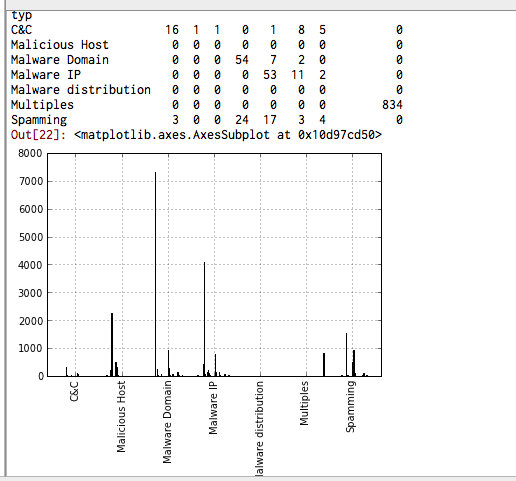 typ
C&C 16 1 1 0 1 8 5 0
Malicious Host 0 0 0 0 0 0 0 0
Malware Domain 0 0 0 54 7 2 0 0
Malware IP 0 0 0 0 53 11 2 0
Malware distribution 0 0 0 0 0 0 0 0
Multiples 0 0 0 0 0 0 0 834
Spamming 3 0 0 24 17 3 4 0
Out[22]: <matplotlib.axes.AxesSubplot at 0x10d97cd50>
8000
7000
6000
5000
4000
3000
2000
1000
0
C&C
Malicious Host
Malware Domain
Malware IP
alware distribution
Multiples
Spamming